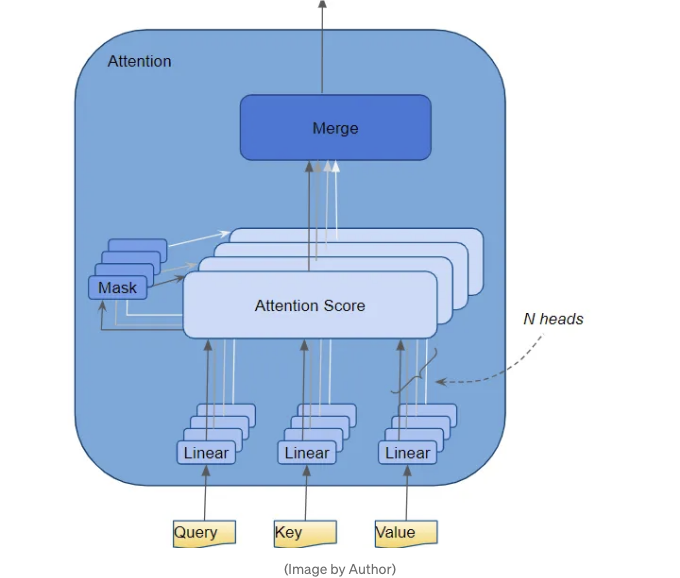 Attention
Merge
Mask
Attention Score
N heads
Linear
Linear
Linear
Query
Key
Value
(Image by Author)